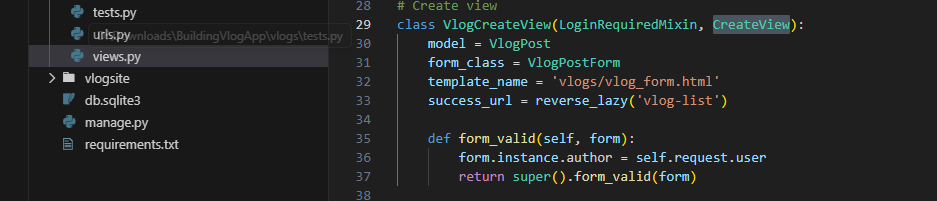 tests.py
urls.py
Downloads\BuildingVlogApp\vlogs\tests.py
views.py
vlogsite
db.sqlite3
manage.py
requirements.txt
28 # Create view
29 class VlogCreateView(LoginRequiredMixin, CreateView):
30 model = VlogPost
31 form_class = VlogPostForm
32 template_name = 'vlogs/vlog_form.html'
33 success_url = reverse_lazy('vlog-list')
34
35 def form_valid(self, form):
36 form.instance.author = self.request.user
37 return super().form_valid(form)
38